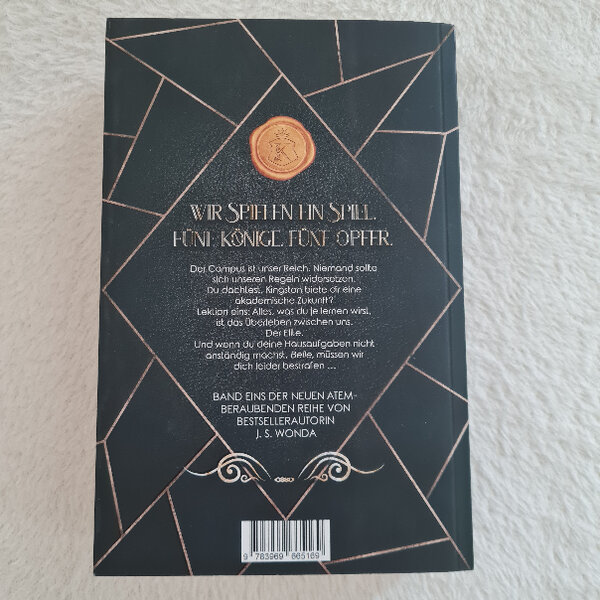 K
WIR SPIELEN EIN SPIEL.
FÜNF KÖNIGE. FÜNF OPFER.
Der Campus ist unser Reich. Niemand sollte
sich unseren Regeln widersetzen.
Du dachtest, Kingston biete dir eine
akademische Zukunft?
Lektion eins: Alles, was du je lernen wirst,
ist das Überleben zwischen uns.
Der Elite.
Und wenn du deine Hausaufgaben nicht
anständig machst, Belle, müssen wir
dich leider bestrafen ...
BAND EINS DER NEUEN ATEM-
BERAUBENDEN REIHE VON
BESTSELLERAUTORIN
J. S. WONDA
9 783969 665169